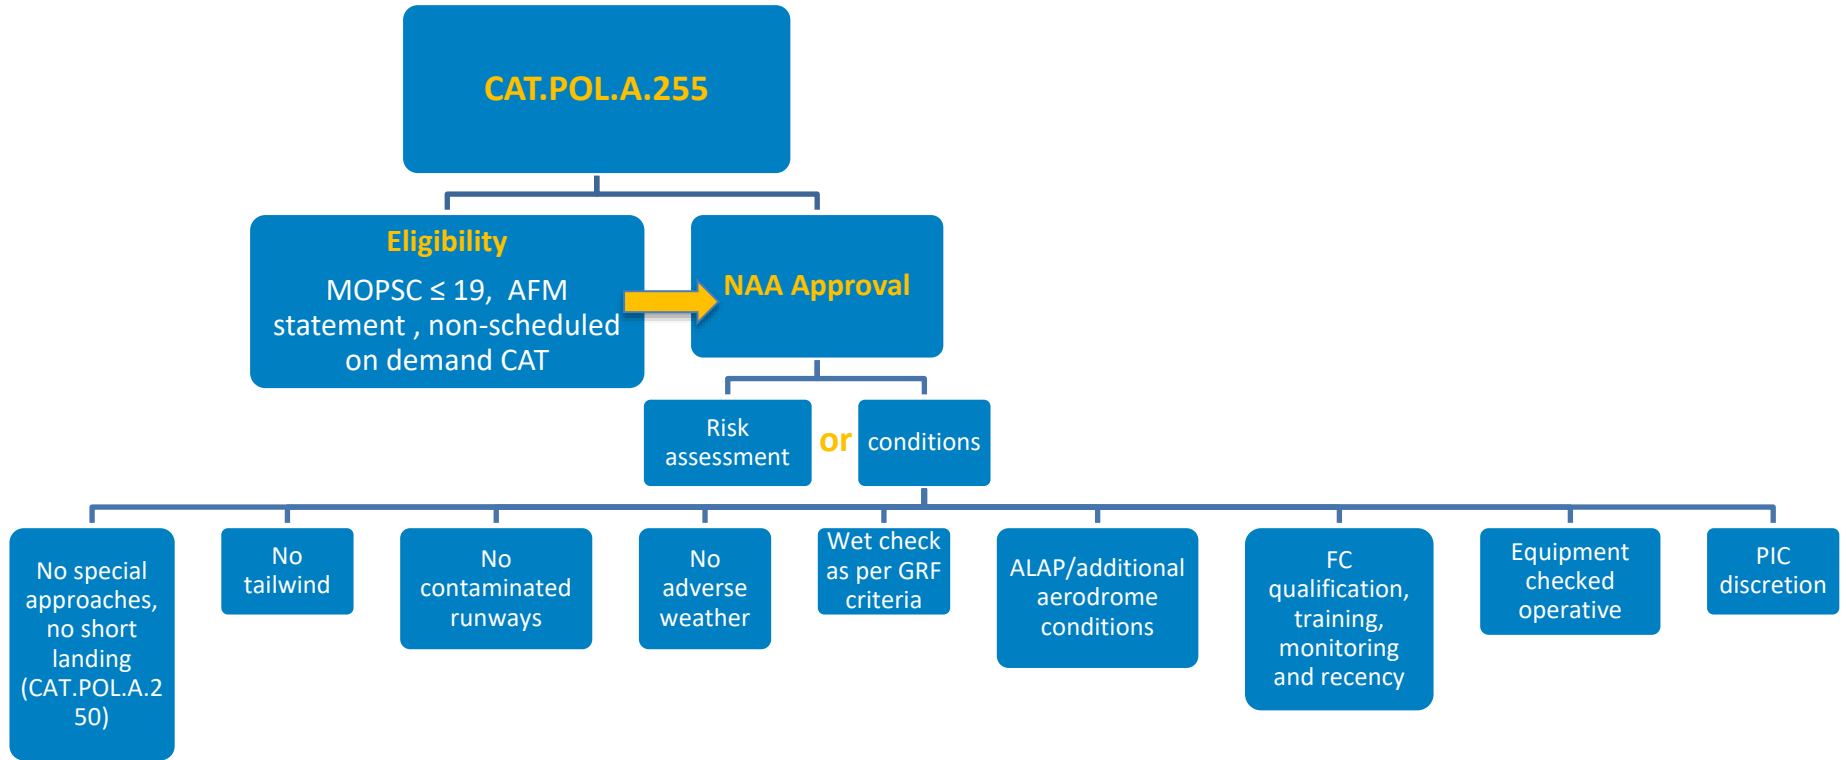 CAT.POL.A.255
Eligibility
MOPSC ≤ 19,  AFM
statement , non-scheduled
on demand CAT
NAA Approval
Risk
assessment
or
conditions
No special
approaches,
no short
landing
(CAT.POL.A.2
50)
No
tailwind
No
contaminated
runways
No
adverse
weather
Wet check
as per GRF
criteria
ALAP/additional
aerodrome
conditions
FC
qualification,
training,
monitoring
and recency
Equipment
checked
operative
PIC
discretion